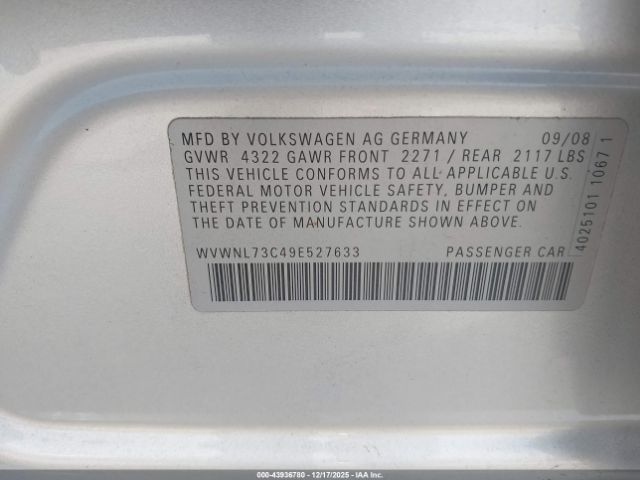 MFD BY VOLKSWAGEN AG GERMANY 09/08
GVWR 4322 GAWR FRONT 2271 / REAR 2117 LBS
THIS VEHICLE CONFORMS TO ALL APPLICABLE U.S.
FEDERAL MOTOR VEHICLE SAFETY, BUMPER AND
THEFT PREVENTION STANDARDS IN EFFECT ON
THE DATE OF MANUFACTURE SHOWN ABOVE.
WVWNL73C49E527633 PASSENGER CAR
4025101 1067 1
000-43936780 - 12/17/2025 - IAA Inc.